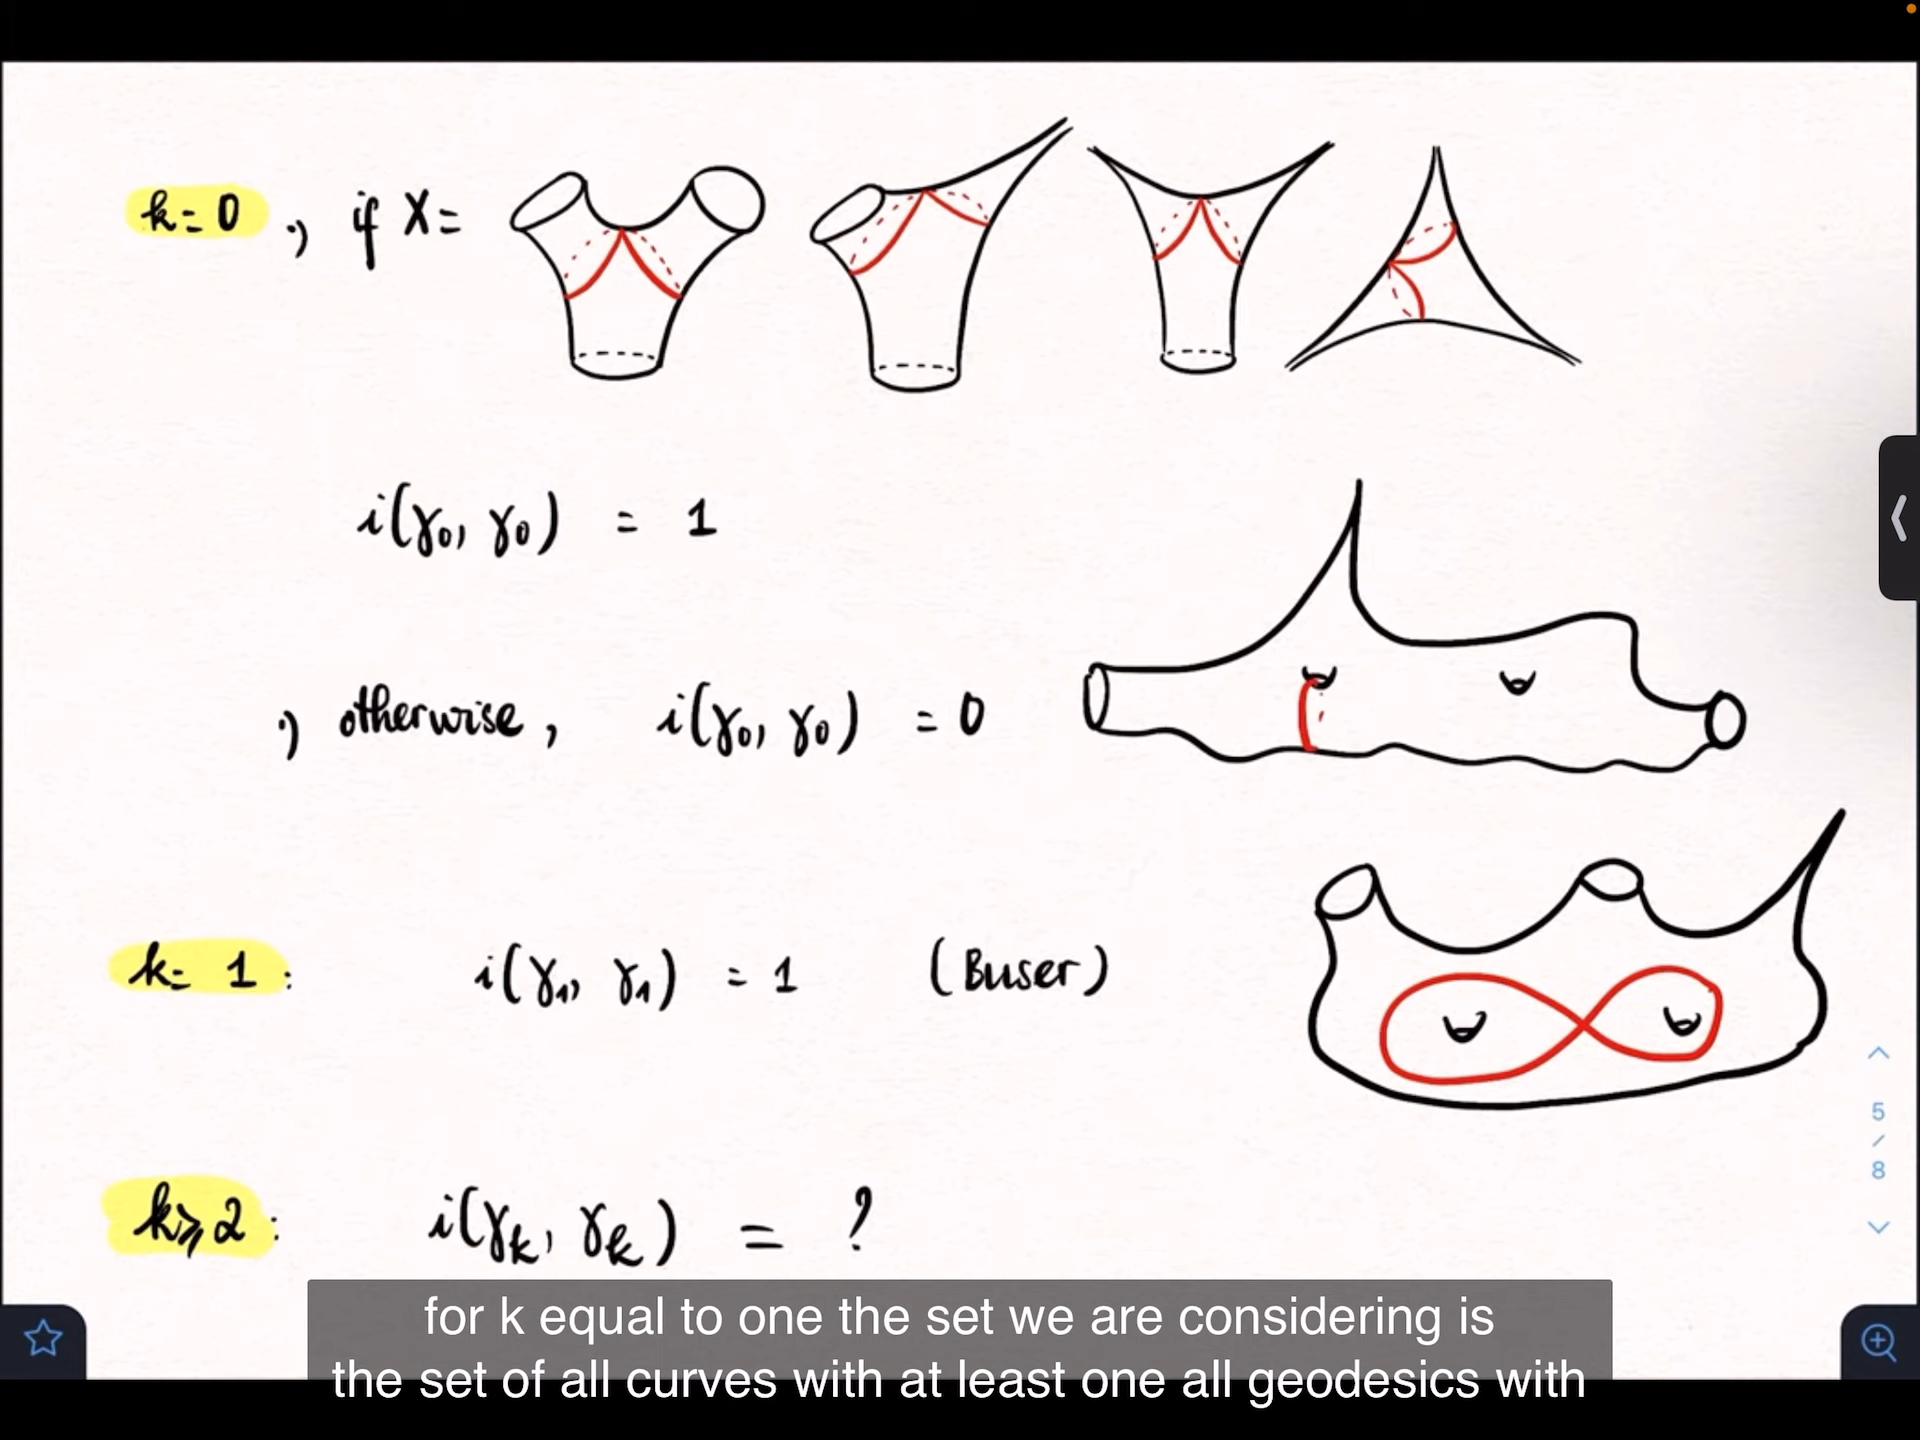 k = 0 , if X =
i(γ₀, γ₀) = 1
otherwise, i(γ₀, γ₀) = 0
k = 1 : i(γ₁, γ₁) = 1 (Buser)
k ⩾ 2 : i(γₖ, γₖ) = ?
5
/
8
for k equal to one the set we are considering is
the set of all curves with at least one all geodesics with